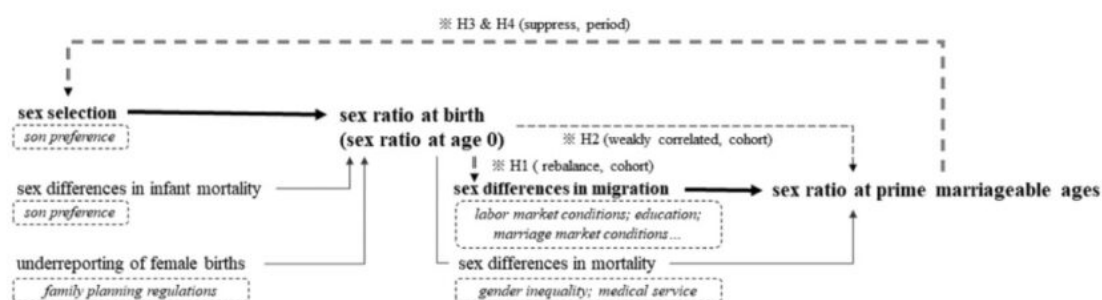 ※ H3 & H4 (suppress, period)
sex selection
son preference
sex ratio at birth
(sex ratio at age 0)
※ H2 (weakly correlated, cohort)
※ H1 ( rebalance, cohort)
sex differences in infant mortality
son preference
sex differences in migration
sex ratio at prime marriageable ages
labor market conditions; education;
marriage market conditions…
underreporting of female births
family planning regulations
sex differences in mortality
gender inequality; medical service